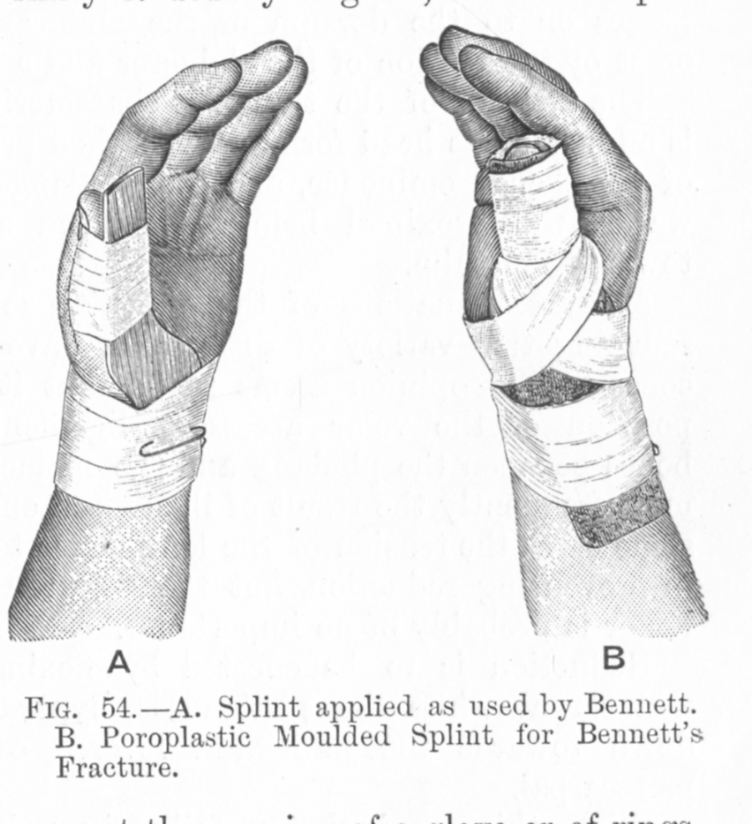 A
B
FIG. 54.—A. Splint applied as used by Bennett.
B. Poroplastic Moulded Splint for Bennett's
Fracture.